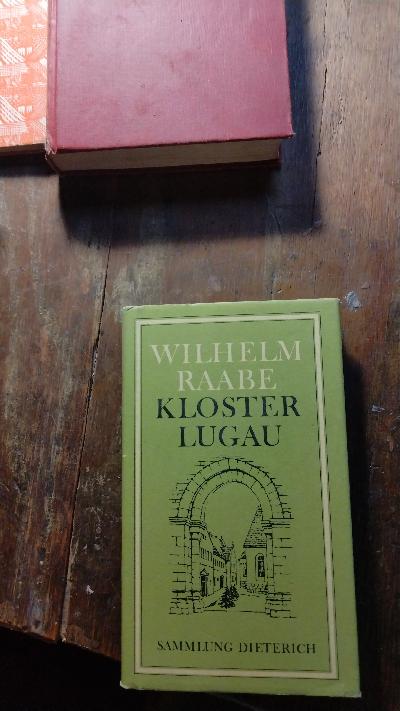 WILHELM
RAABE
KLOSTER
LUGAU
SAMMLUNG DIETERICH